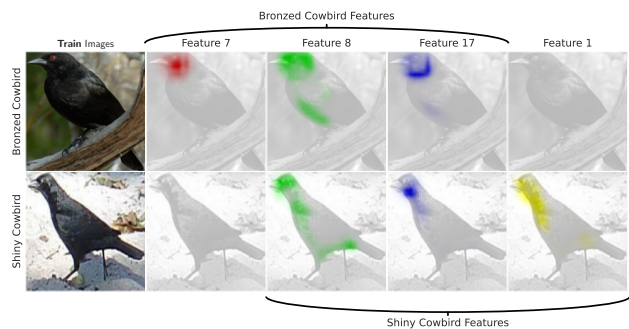 Bronzed Cowbird Features
Train Images
Feature 7
Feature 8
Feature 17
Feature 1
Bronzed Cowbird
Shiny Cowbird
Shiny Cowbird Features